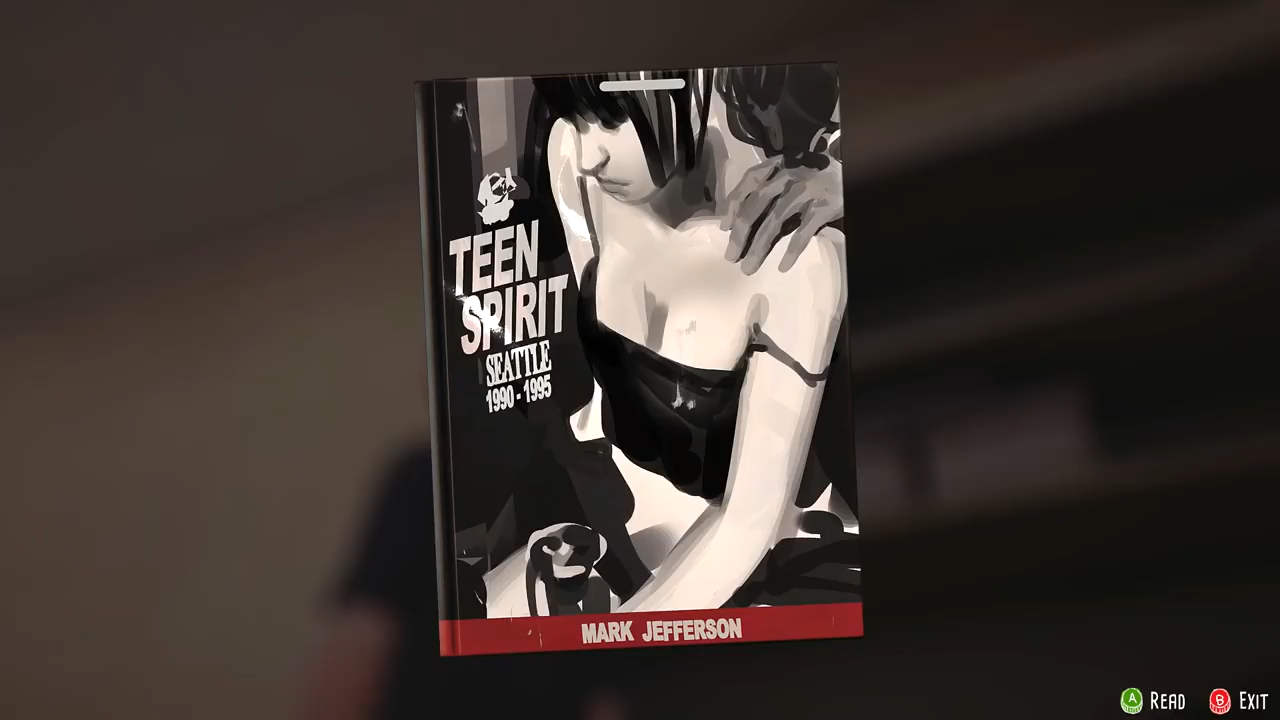 TEEN
SPIRIT
SEATTLE
1990 - 1995
MARK JEFFERSON
A READ
B EXIT